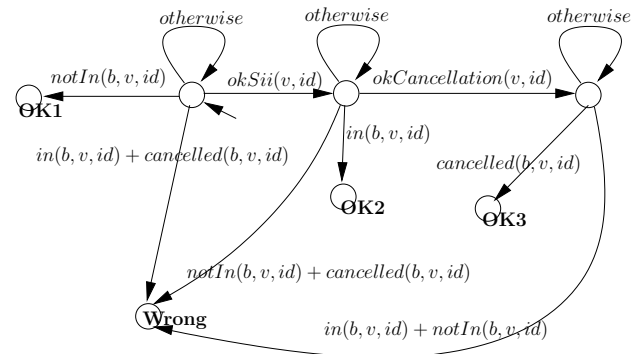 otherwise
otherwise
otherwise
notIn(b, v, id)
okSii(v, id)
okCancellation(v, id)
OK1
in(b, v, id)
in(b, v, id) + cancelled(b, v, id)
cancelled(b, v, id)
OK2
OK3
notIn(b, v, id) + cancelled(b, v, id)
Wrong
in(b, v, id) + notIn(b, v, id)